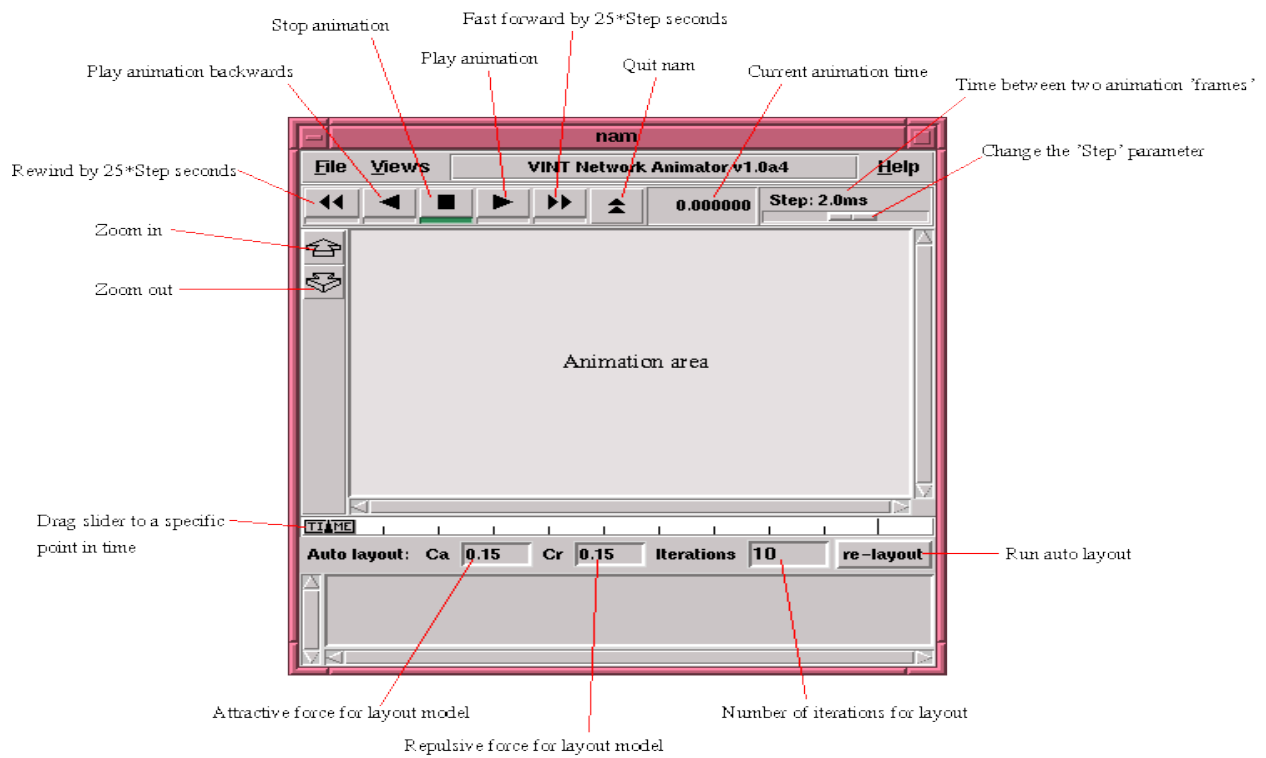 Stop animation
Fast forward by 25*Step seconds
Play animation
Quit nam
Play animation backwards
Current animation time
Time between two animation 'frames'
nam
Change the 'Step' parameter
File Views VINT Network Animator v1.0a4 Help
Rewind by 25*Step seconds
0.000000
Step: 2.0ms
Zoom in
Zoom out
Animation area
Drag slider to a specific
point in time
TIME
Auto layout: Ca 0.15 Cr 0.15 Iterations 10 re-layout
Run auto layout
Attractive force for layout model
Number of iterations for layout
Repulsive force for layout model